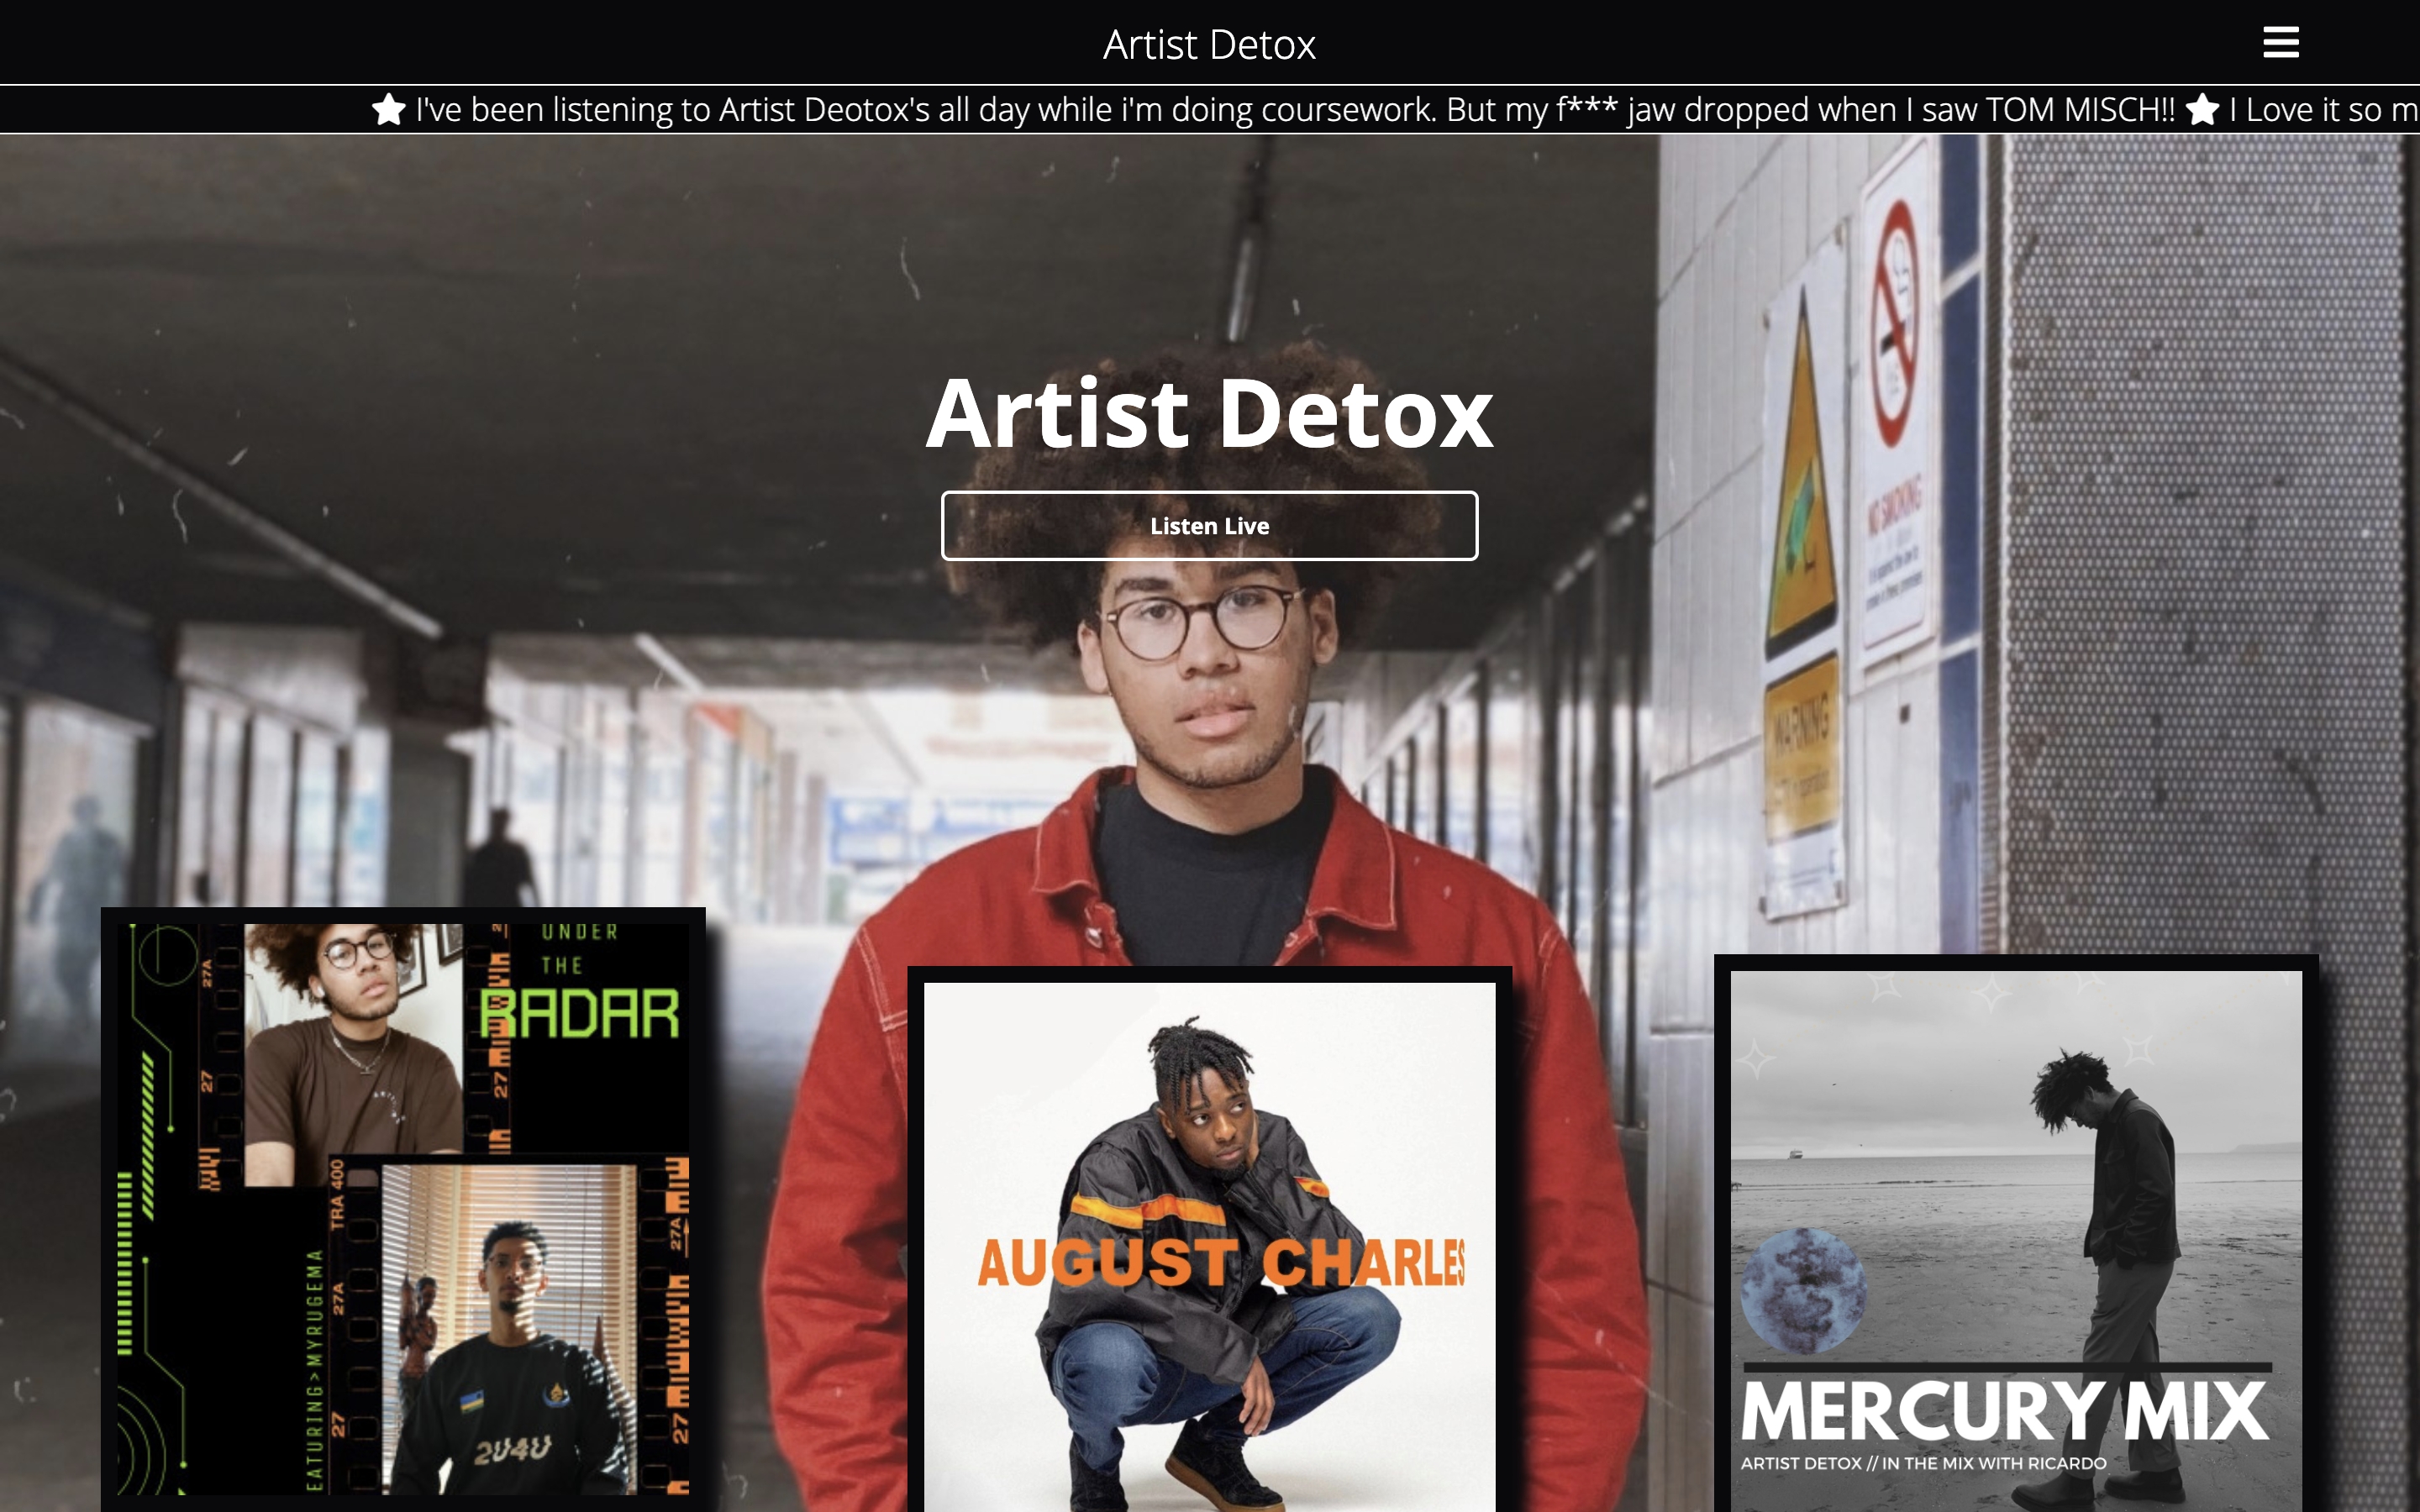 Artist Detox
I've been listening to Artist Deotox's all day while i'm doing coursework. But my f*** jaw dropped when I saw TOM MISCH!! I Love it so m
NO SMOKING
Artist Detox
Listen Live
WARNING
UNDER
THE
RADAR
27A
27
27
TRA 400
27A
27A
27
27
EATURING>MYRUGEMA
2U4U
AUGUST CHARLES
MERCURY MIX
ARTIST DETOX // IN THE MIX WITH RICARDO